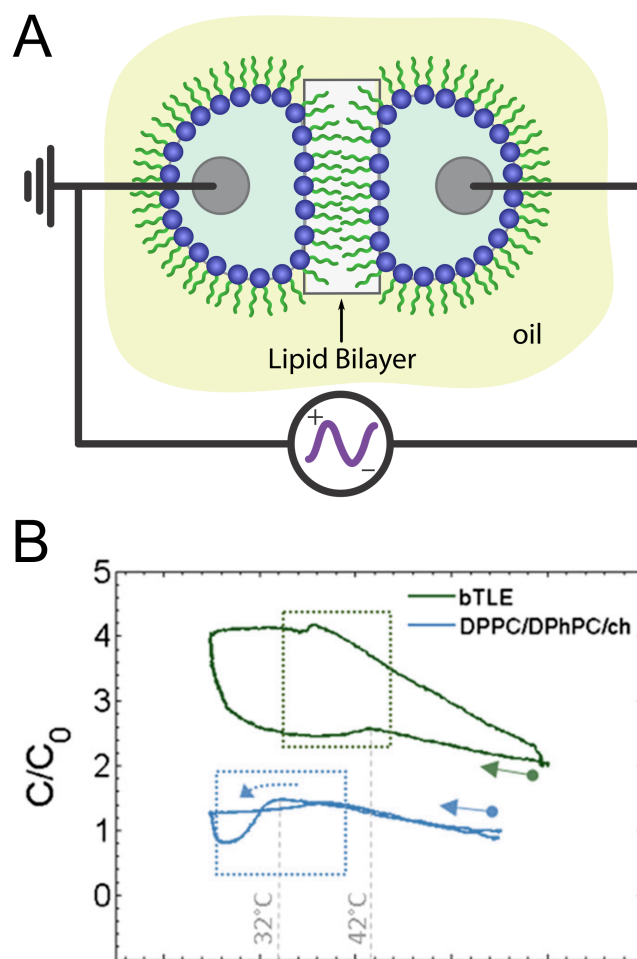 A
Lipid Bilayer
oil
+
−
B
5
bTLE
DPPC/DPhPC/ch
4
3
2
1
0
C/C0
32°C
42°C